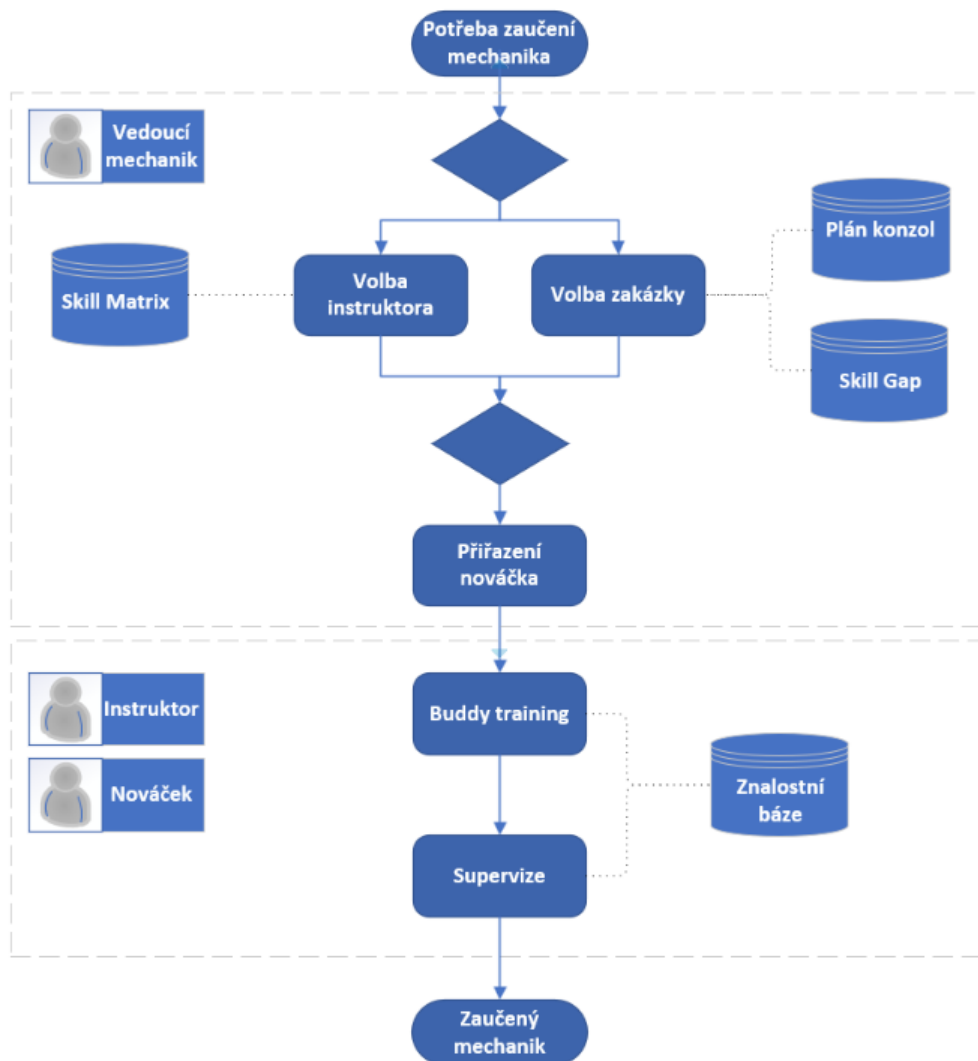 Potřeba zaučení
mechanika
Vedoucí
mechanik
Plán konzol
Skill Matrix
Volba
instruktora
Volba zakázky
Skill Gap
Přiřazení
nováčka
Instruktor
Buddy training
Nováček
Znalostní
báze
Supervize
Zaučený
mechanik